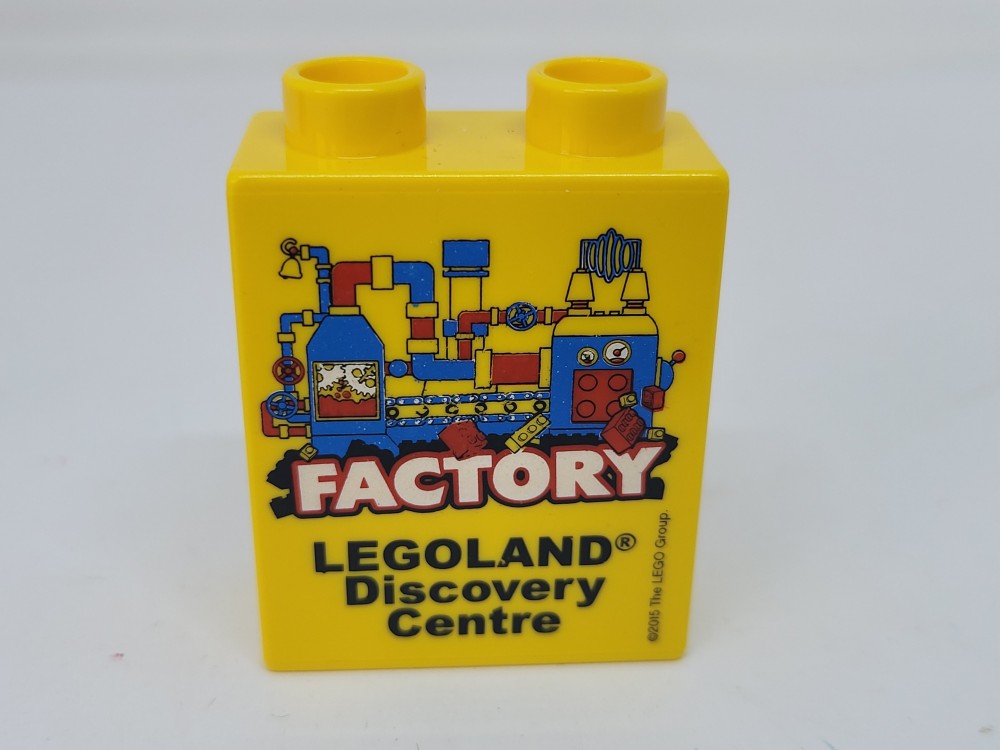 FACTORY
LEGOLAND®
Discovery
Centre
©2015 The LEGO Group.